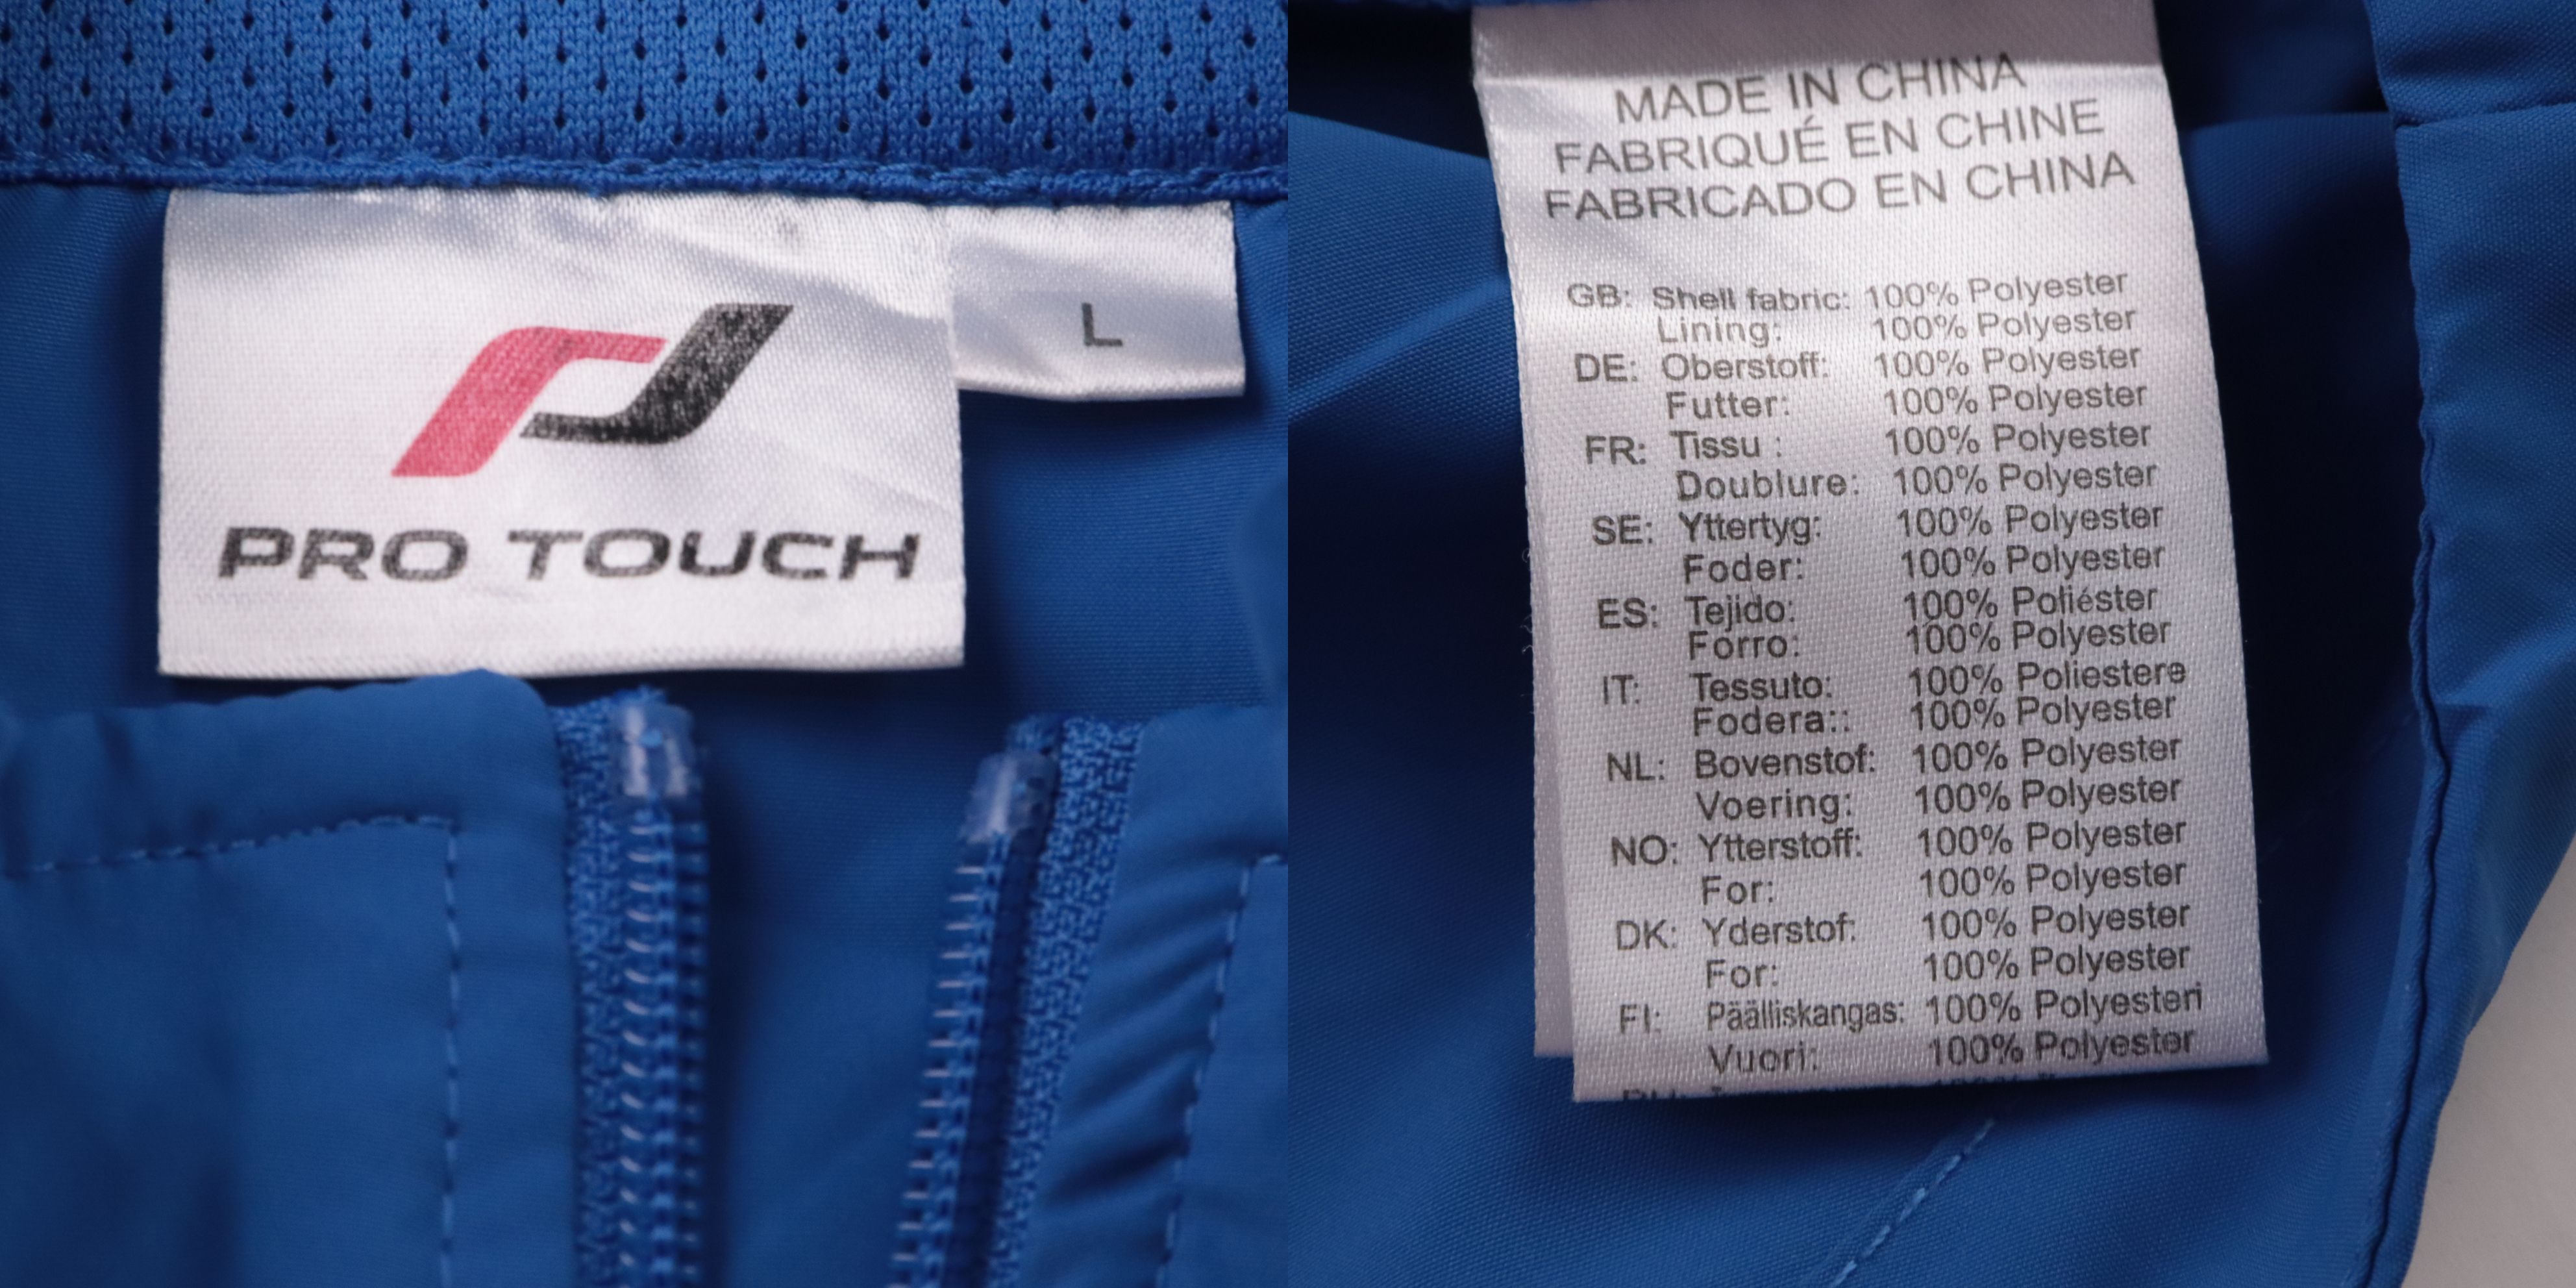 PRO TOUCH
L
MADE IN CHINA
FABRIQUÉ EN CHINE
FABRICADO EN CHINA
GB: Shell fabric: 100% Polyester
Lining: 100% Polyester
DE: Oberstoff: 100% Polyester
Futter: 100% Polyester
FR: Tissu : 100% Polyester
Doublure: 100% Polyester
SE: Yttertyg: 100% Polyester
Foder: 100% Polyester
ES: Tejido: 100% Poliéster
Forro: 100% Polyester
IT: Tessuto: 100% Poliestere
Fodera:: 100% Polyester
NL: Bovenstof: 100% Polyester
Voering: 100% Polyester
NO: Ytterstoff: 100% Polyester
For: 100% Polyester
DK: Yderstof: 100% Polyester
For: 100% Polyester
FI: Päälliskangas: 100% Polyesteri
Vuori: 100% Polyester